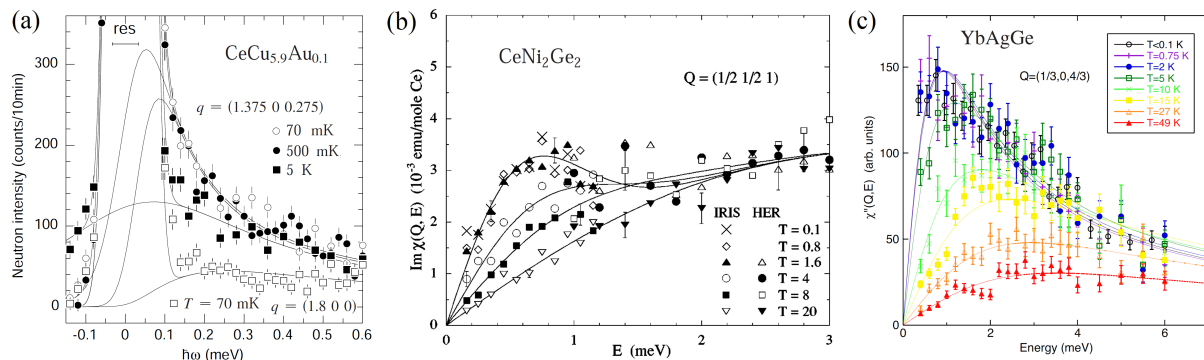 (a)
res
CeCu5.9Au0.1
q = (1.375 0 0.275)
70 mK
500 mK
5 K
T = 70 mK
q = (1.8 0 0)
Neutron intensity (counts/10min)
300
200
100
0
-0.1
0
0.1
0.2
0.3
0.4
0.5
0.6
ħω (meV)
(b)
CeNi2Ge2
Q = (1/2 1/2 1)
IRIS HER
T = 0.1
T = 0.8
T = 1.6
T = 4
T = 8
T = 20
Im χ(Q, E) (10-3 emu/mole Ce)
6
5
4
3
2
1
0
0
1
2
3
E (meV)
(c)
YbAgGe
Q=(1/3,0,4/3)
T<0.1 K
T=0.75 K
T=2 K
T=5 K
T=10 K
T=15 K
T=27 K
T=49 K
χ"(Q,E) (arb. units)
150
100
50
0
0
2
4
6
Energy (meV)